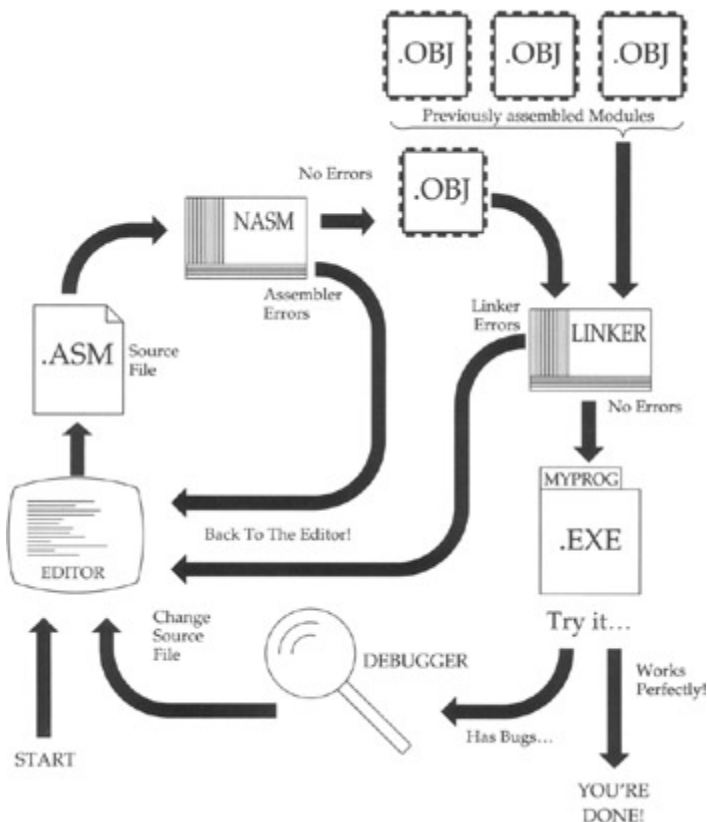 .OBJ .OBJ .OBJ
Previously assembled Modules
No Errors
.OBJ
NASM
Assembler
Errors
Linker
Errors
LINKER
.ASM
Source
File
No Errors
MYPROG
.EXE
Back To The Editor!
EDITOR
Try it...
Change
Source
File
DEBUGGER
Works
Perfectly!
Has Bugs...
START
YOU'RE
DONE!